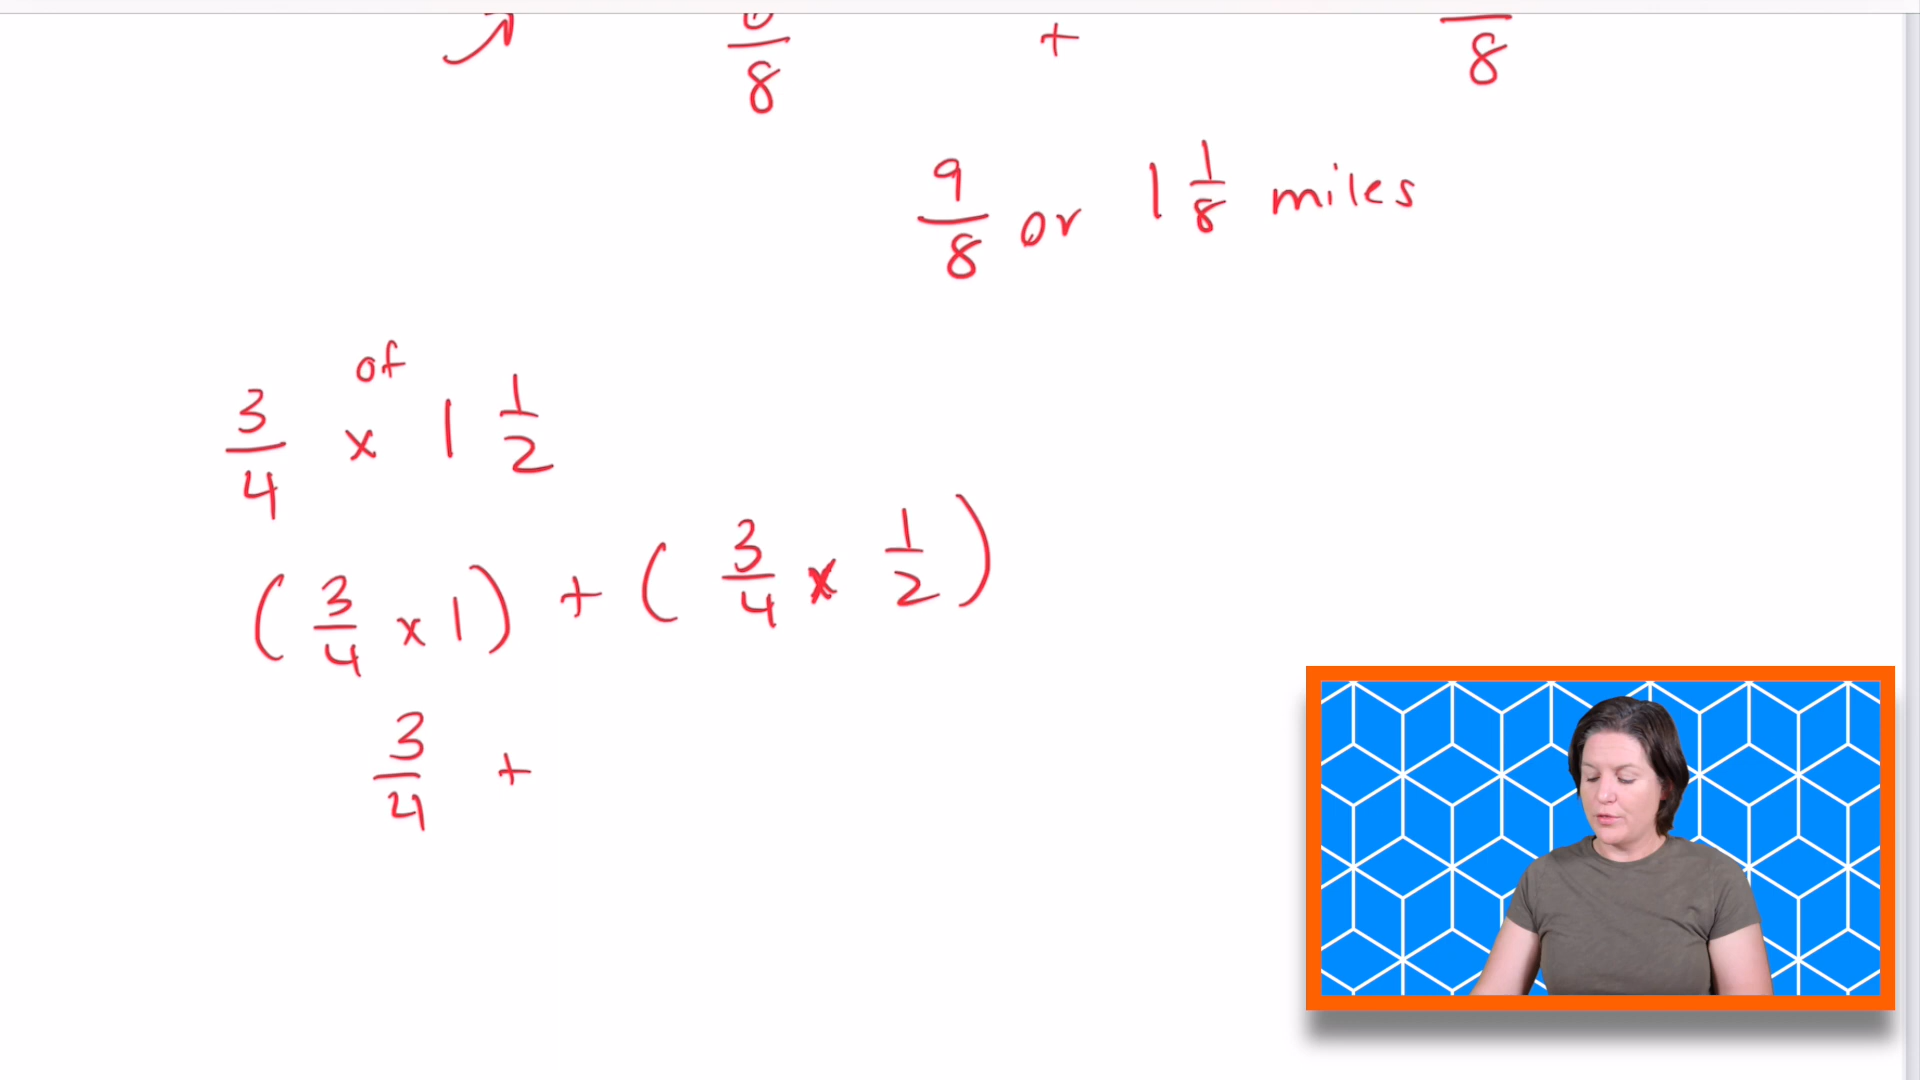 6/8 + /8
9/8 or 1 1/8 miles
of
3/4 x 1 1/2
(3/4 x 1) + (3/4 x 1/2)
3/4 +